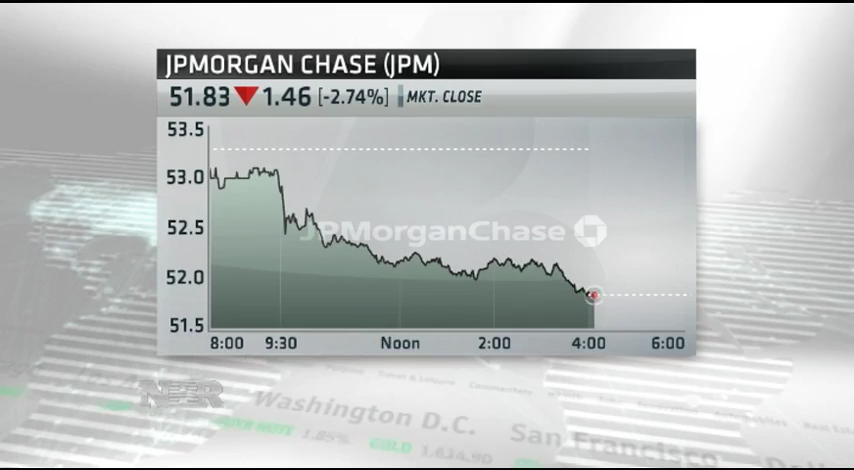 JPMORGAN CHASE (JPM)
51.83 ▼ 1.46 [-2.74%] MKT. CLOSE
53.5
53.0
52.5
52.0
51.5
JPMorganChase
8:00 9:30 Noon 2:00 4:00 6:00
NBR
Washington D.C.
San Francisco
1.85%
GOLD